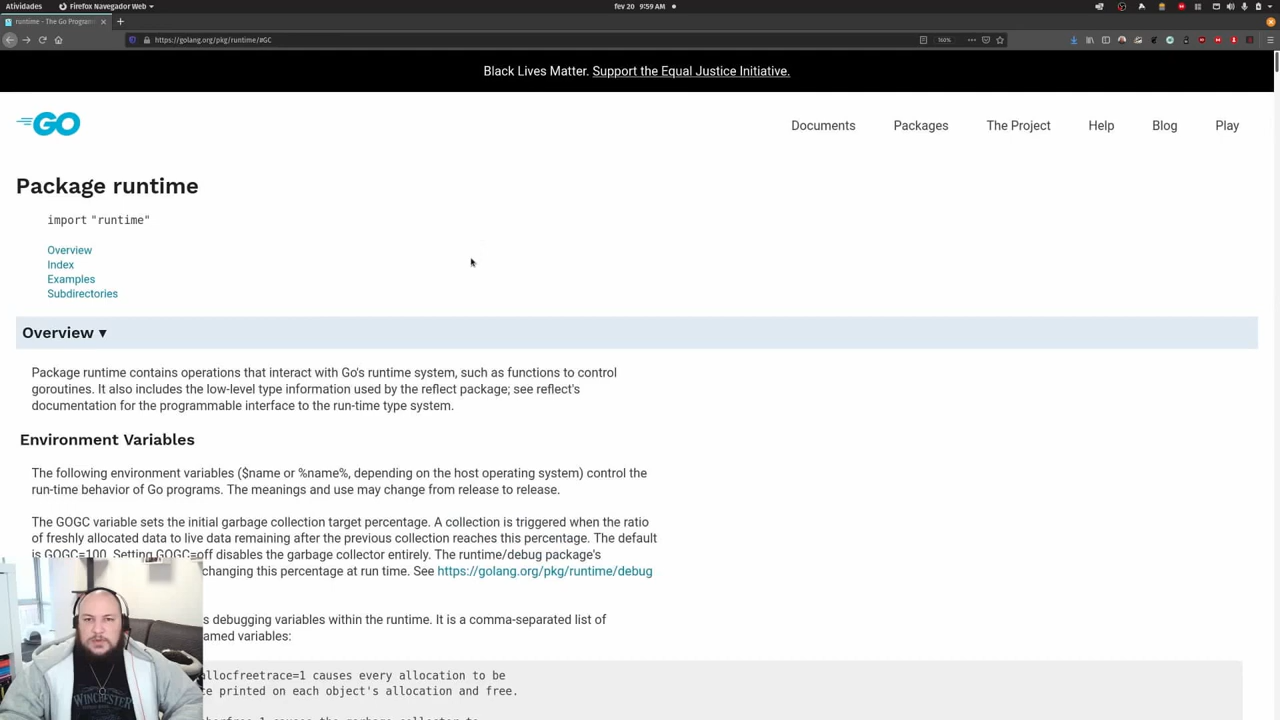 Atividades
Firefox Navegador Web
fev 20 9:59 AM
runtime - The Go Program
https://golang.org/pkg/runtime/#GC
160%
Black Lives Matter. Support the Equal Justice Initiative.
GO
Documents
Packages
The Project
Help
Blog
Play
Package runtime
import "runtime"
Overview
Index
Examples
Subdirectories
Overview ▾
Package runtime contains operations that interact with Go's runtime system, such as functions to control
goroutines. It also includes the low-level type information used by the reflect package; see reflect's
documentation for the programmable interface to the run-time type system.
Environment Variables
The following environment variables ($name or %name%, depending on the host operating system) control the
run-time behavior of Go programs. The meanings and use may change from release to release.
The GOGC variable sets the initial garbage collection target percentage. A collection is triggered when the ratio
of freshly allocated data to live data remaining after the previous collection reaches this percentage. The default
is GOGC=100. Setting GOGC=off disables the garbage collector entirely. The runtime/debug package's
changing this percentage at run time. See https://golang.org/pkg/runtime/debug
s debugging variables within the runtime. It is a comma-separated list of
amed variables:
allocfreetrace=1 causes every allocation to be
ce printed on each object's allocation and free.
WINCHESTER